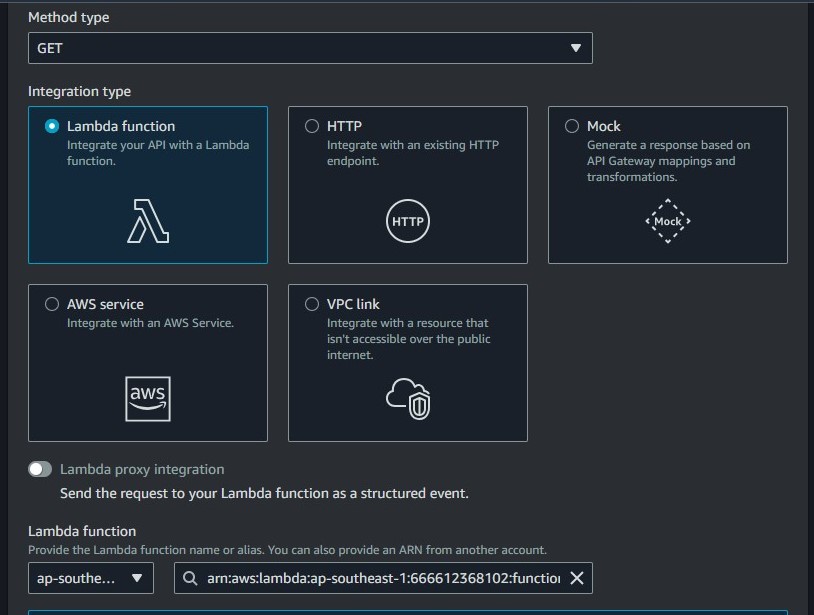 Method type
GET
Integration type
Lambda function
Integrate your API with a Lambda
function.
HTTP
Integrate with an existing HTTP
endpoint.
HTTP
Mock
Generate a response based on
API Gateway mappings and
transformations.
Mock
AWS service
Integrate with an AWS Service.
aws
VPC link
Integrate with a resource that
isn't accessible over the public
internet.
Lambda proxy integration
Send the request to your Lambda function as a structured event.
Lambda function
Provide the Lambda function name or alias. You can also provide an ARN from another account.
ap-southe...
arn:aws:lambda:ap-southeast-1:666612368102:function